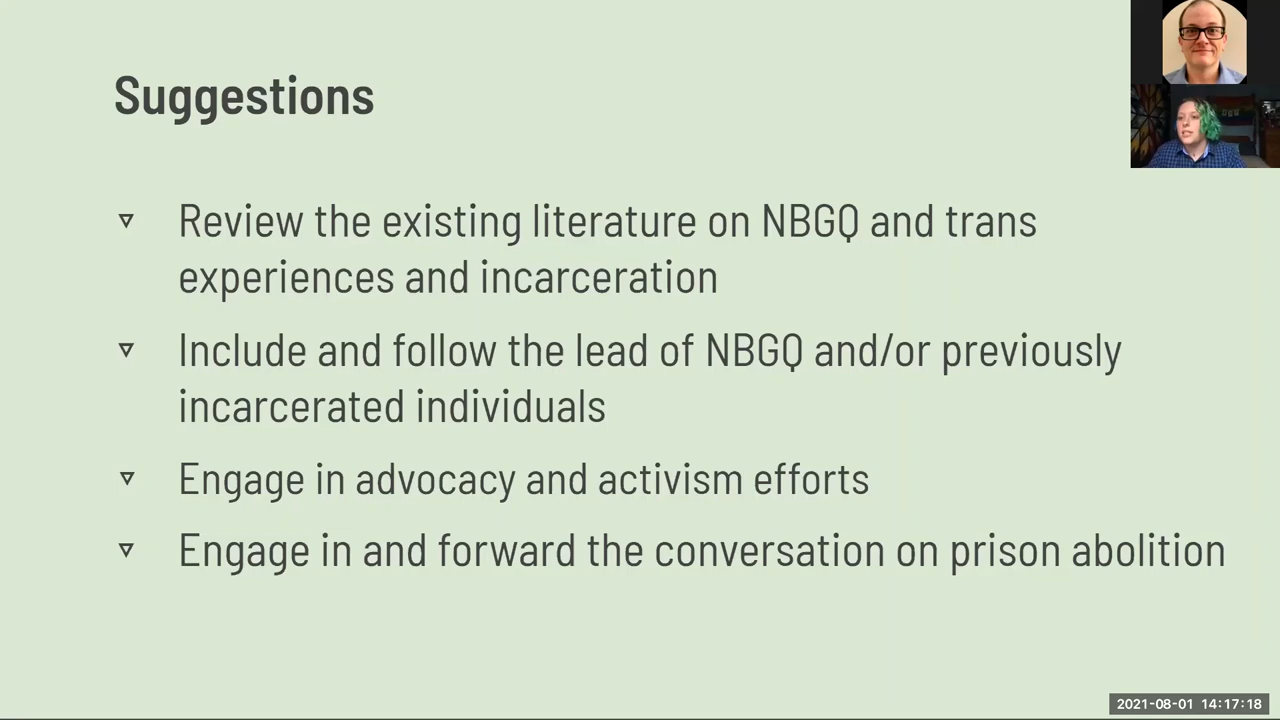 Suggestions
▿ Review the existing literature on NBGQ and trans
experiences and incarceration
▿ Include and follow the lead of NBGQ and/or previously
incarcerated individuals
▿ Engage in advocacy and activism efforts
▿ Engage in and forward the conversation on prison abolition
2021-08-01 14:17:18